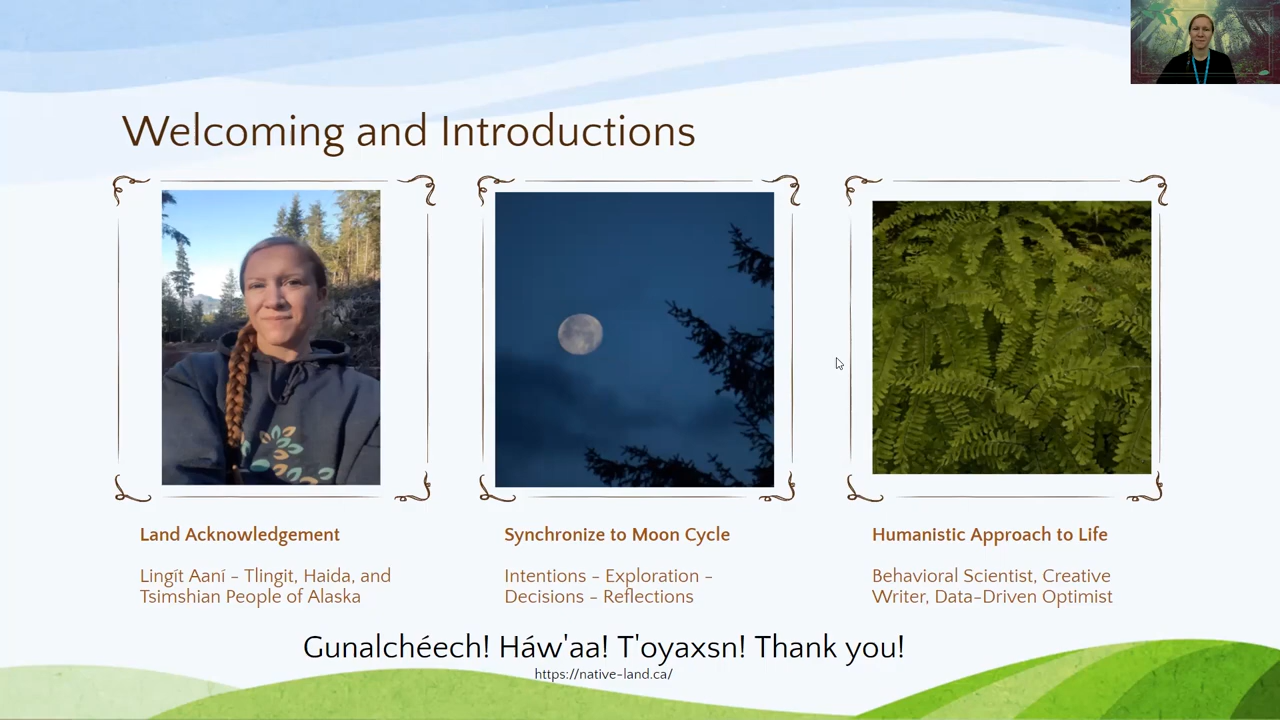 Welcoming and Introductions
Land Acknowledgement
Lingít Aaní - Tlingit, Haida, and
Tsimshian People of Alaska
Synchronize to Moon Cycle
Intentions - Exploration -
Decisions - Reflections
Humanistic Approach to Life
Behavioral Scientist, Creative
Writer, Data-Driven Optimist
Gunalchéech! Háw'aa! T'oyaxsn! Thank you!
https://native-land.ca/